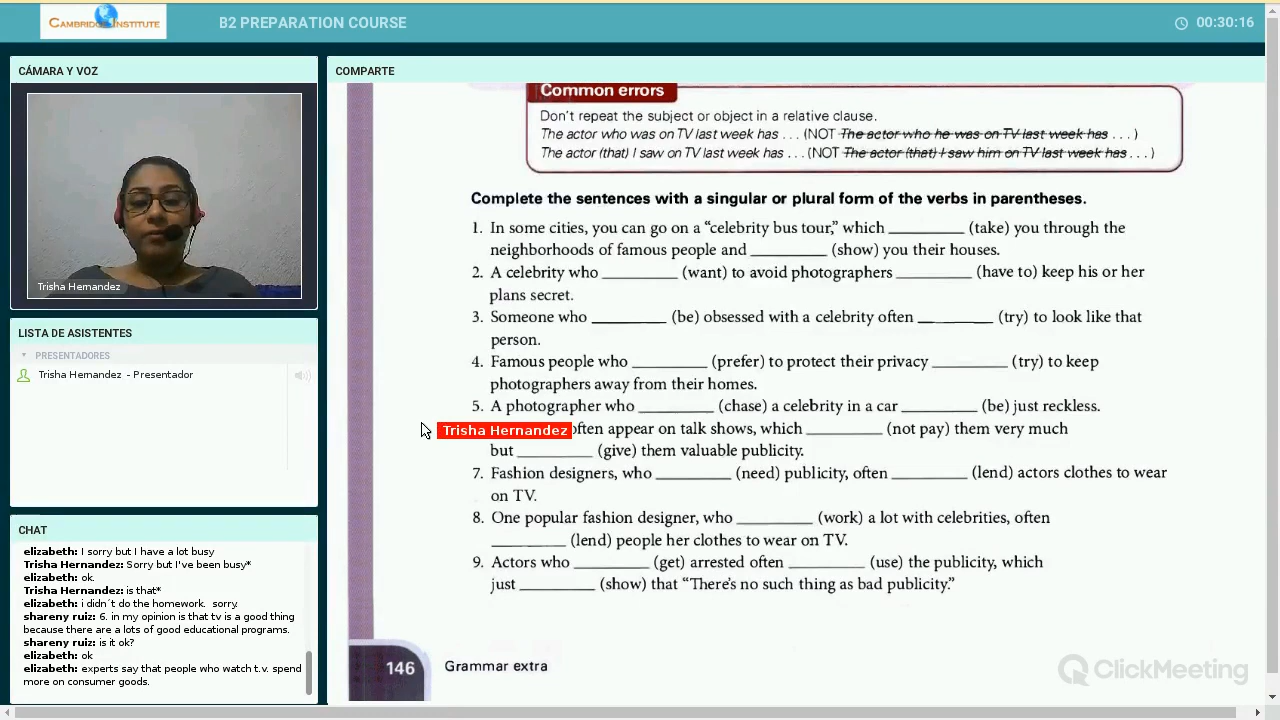 CAMBRIDGE INSTITUTE
B2 PREPARATION COURSE
00:30:16
CÁMARA Y VOZ
Trisha Hernandez
LISTA DE ASISTENTES
PRESENTADORES
Trisha Hernandez - Presentador
CHAT
elizabeth: I sorry but I have a lot busy
Trisha Hernandez: Sorry but I've been busy*
elizabeth: ok.
Trisha Hernandez: is that*
elizabeth: i didn´t do the homework. sorry.
shareny ruiz: 6. in my opinion is that tv is a good thing
because there are a lots of good educational programs.
shareny ruiz: is it ok?
elizabeth: ok
elizabeth: experts say that people who watch t.v. spend
more on consumer goods.
COMPARTE
Common errors
Don't repeat the subject or object in a relative clause.
The actor who was on TV last week has . . . (NOT The actor who he was on TV last week has . . . )
The actor (that) I saw on TV last week has . . . (NOT The actor (that) I saw him on TV last week has . . . )
Complete the sentences with a singular or plural form of the verbs in parentheses.
1. In some cities, you can go on a “celebrity bus tour,” which _________ (take) you through the
neighborhoods of famous people and _________ (show) you their houses.
2. A celebrity who _________ (want) to avoid photographers _________ (have to) keep his or her
plans secret.
3. Someone who _________ (be) obsessed with a celebrity often _________ (try) to look like that
person.
4. Famous people who _________ (prefer) to protect their privacy _________ (try) to keep
photographers away from their homes.
5. A photographer who _________ (chase) a celebrity in a car _________ (be) just reckless.
Trisha Hernandez often appear on talk shows, which _________ (not pay) them very much
but _________ (give) them valuable publicity.
7. Fashion designers, who _________ (need) publicity, often _________ (lend) actors clothes to wear
on TV.
8. One popular fashion designer, who _________ (work) a lot with celebrities, often
_________ (lend) people her clothes to wear on TV.
9. Actors who _________ (get) arrested often _________ (use) the publicity, which
just _________ (show) that “There's no such thing as bad publicity.”
146 Grammar extra
ClickMeeting